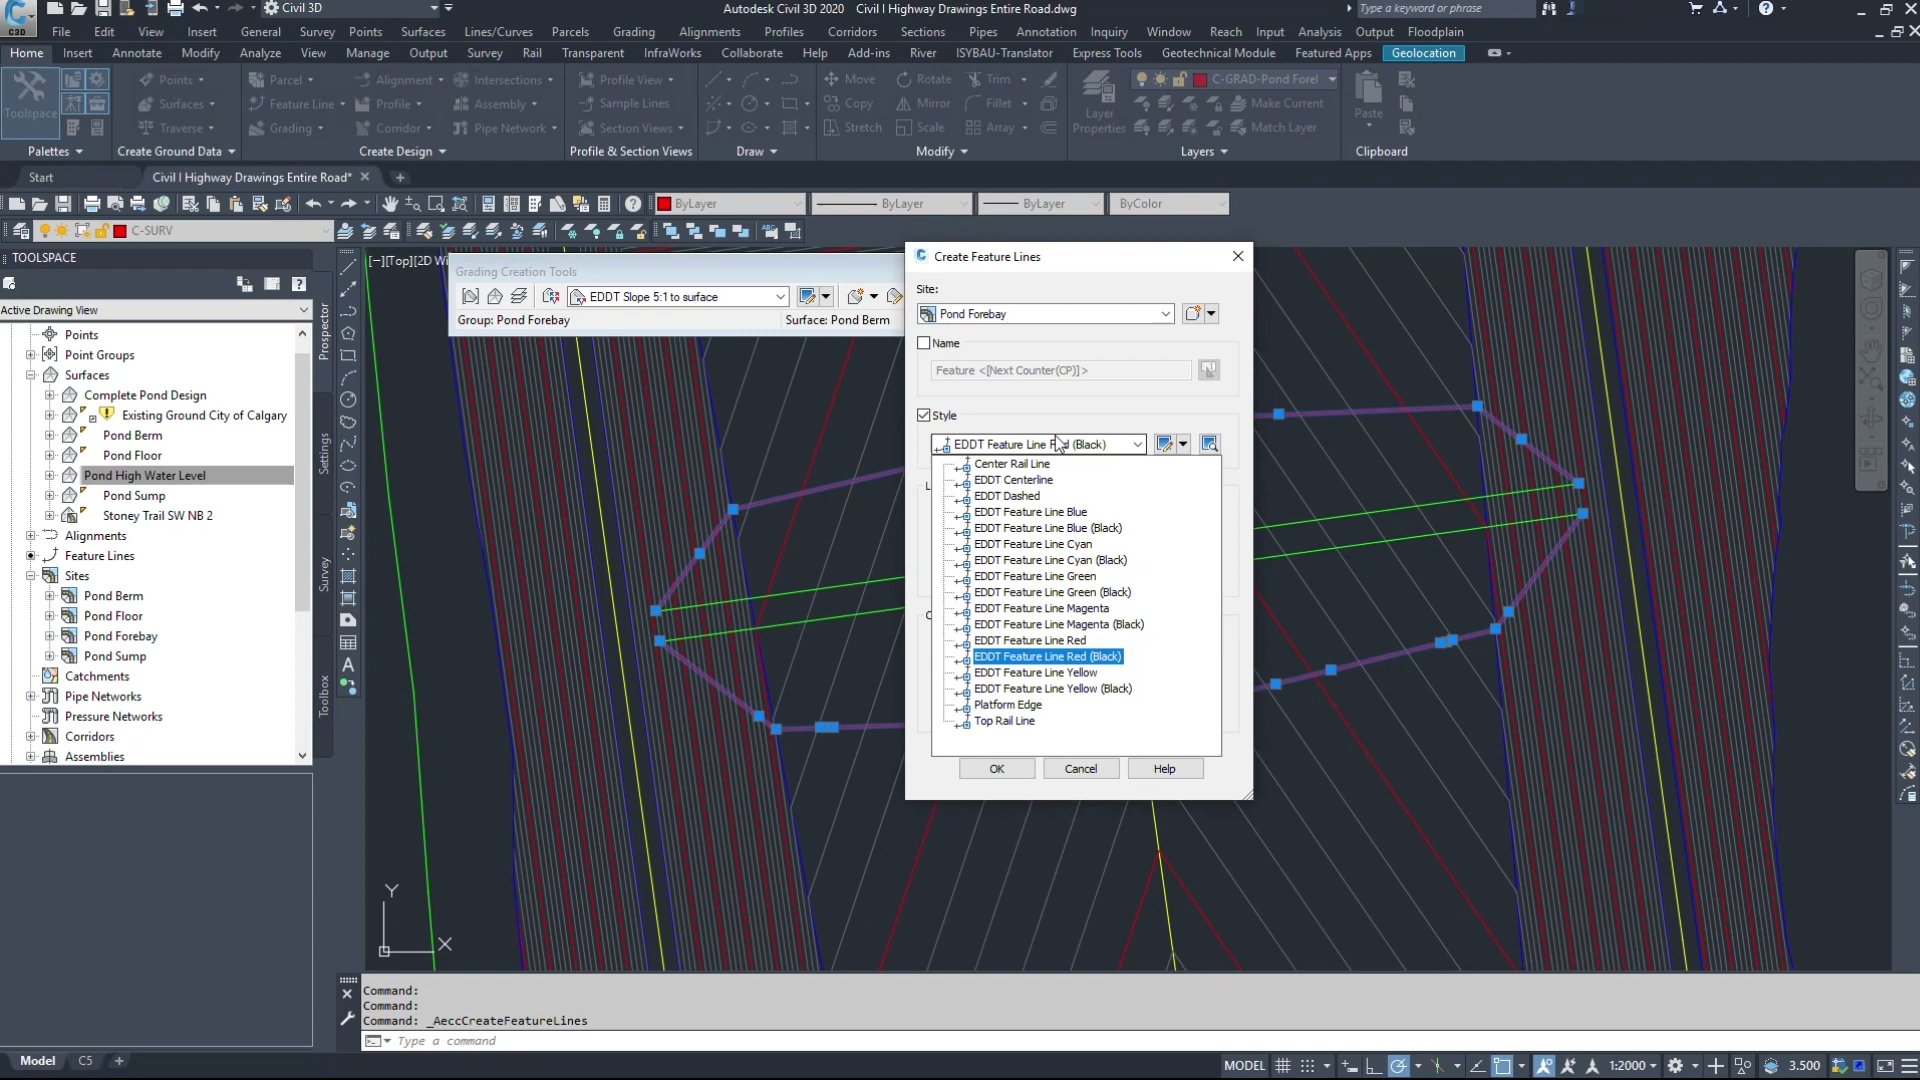 Civil 3D
Autodesk Civil 3D 2020 Civil I Highway Drawings Entire Road.dwg
Type a keyword or phrase
C3D
File Edit View Insert General Survey Points Surfaces Lines/Curves Parcels Grading Alignments Profiles Corridors Sections Pipes Annotation Inquiry Window Reach Input Analysis Output Floodplain
Home Insert Annotate Modify Analyze View Manage Output Survey Rail Transparent InfraWorks Collaborate Help Add-ins River ISYBAU-Translator Express Tools Geotechnical Module Featured Apps Geolocation
Toolspace
Points
Surfaces
Traverse
Parcel
Feature Line
Grading
Alignment
Profile
Corridor
Intersections
Assembly
Pipe Network
Profile View
Sample Lines
Section Views
Move
Copy
Stretch
Rotate
Mirror
Scale
Trim
Fillet
Array
Layer
Properties
C-GRAD-Pond Forel
Make Current
Match Layer
Paste
Palettes Create Ground Data Create Design Profile & Section Views Draw Modify Layers Clipboard
Start Civil I Highway Drawings Entire Road*
ByLayer ByLayer ByLayer ByColor
C-SURV
TOOLSPACE
Active Drawing View
Points
Point Groups
Surfaces
Complete Pond Design
Existing Ground City of Calgary
Pond Berm
Pond Floor
Pond High Water Level
Pond Sump
Stoney Trail SW NB 2
Alignments
Feature Lines
Sites
Pond Berm
Pond Floor
Pond Forebay
Pond Sump
Catchments
Pipe Networks
Pressure Networks
Corridors
Assemblies
Prospector
Settings
Survey
Toolbox
[−][Top][2D Wi
Grading Creation Tools
EDDT Slope 5:1 to surface
Group: Pond Forebay Surface: Pond Berm
Create Feature Lines
Site:
Pond Forebay
Name
Feature <[Next Counter(CP)]>
Style
EDDT Feature Line Red (Black)
Center Rail Line
EDDT Centerline
EDDT Dashed
EDDT Feature Line Blue
EDDT Feature Line Blue (Black)
EDDT Feature Line Cyan
EDDT Feature Line Cyan (Black)
EDDT Feature Line Green
EDDT Feature Line Green (Black)
EDDT Feature Line Magenta
EDDT Feature Line Magenta (Black)
EDDT Feature Line Red
EDDT Feature Line Red (Black)
EDDT Feature Line Yellow
EDDT Feature Line Yellow (Black)
Platform Edge
Top Rail Line
OK Cancel Help
Y
X
Command:
Command:
Command: _AeccCreateFeatureLines
Type a command
Model C5
MODEL 1:2000 3.500